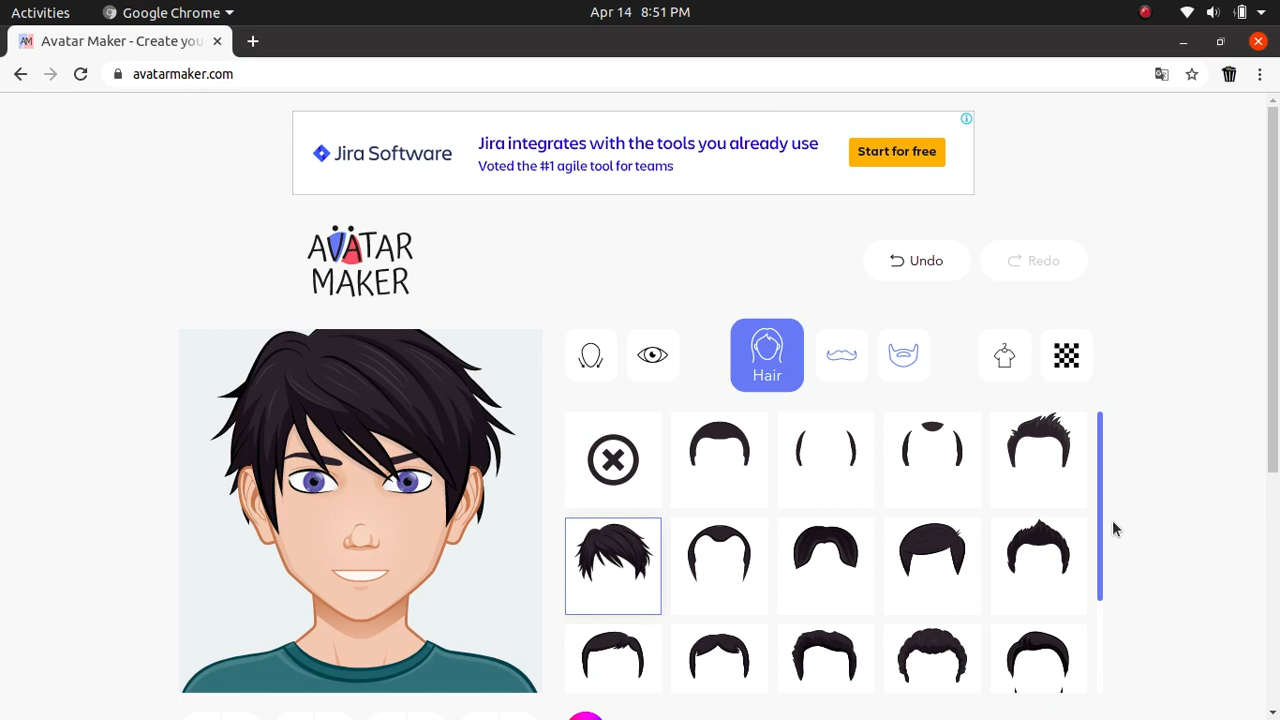 Activities
Google Chrome
Apr 14 8:51 PM
AM
Avatar Maker - Create you
avatarmaker.com
Jira Software
Jira integrates with the tools you already use
Voted the #1 agile tool for teams
Start for free
AVATAR
MAKER
Undo
Redo
Hair